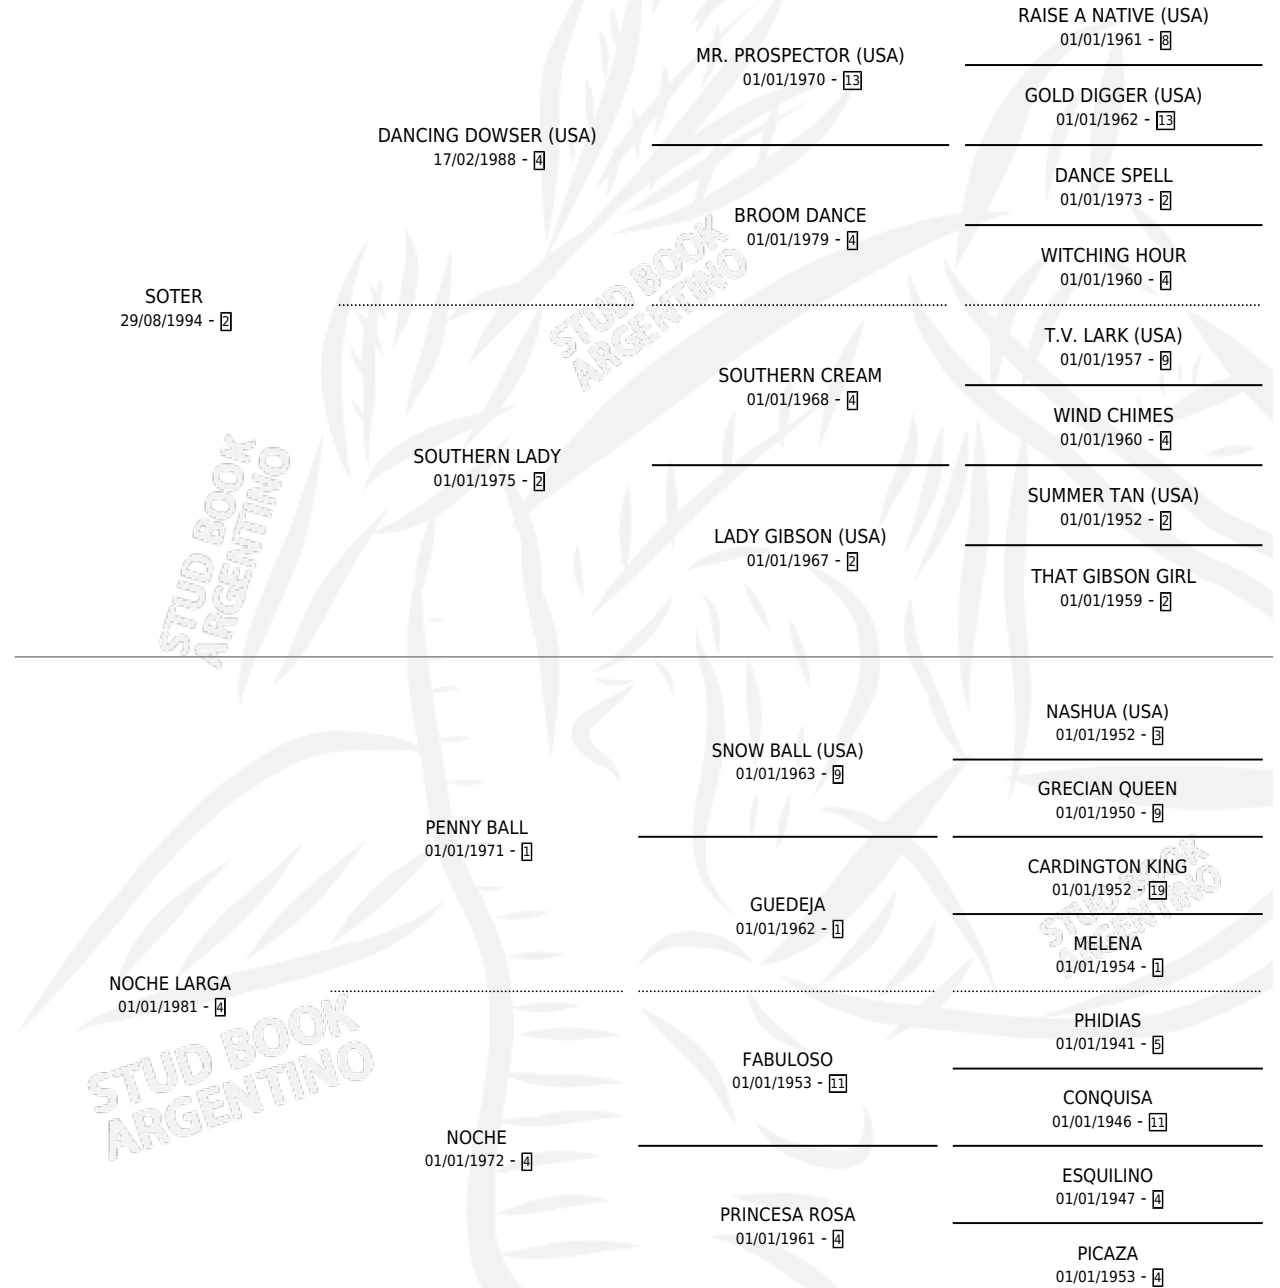 RAISE A NATIVE (USA)
01/01/1961 - 8
MR. PROSPECTOR (USA)
01/01/1970 - 13
GOLD DIGGER (USA)
01/01/1962 - 13
DANCING DOWSER (USA)
17/02/1988 - 4
DANCE SPELL
01/01/1973 - 2
BROOM DANCE
01/01/1979 - 4
WITCHING HOUR
01/01/1960 - 4
SOTER
29/08/1994 - 2
T.V. LARK (USA)
01/01/1957 - 9
SOUTHERN CREAM
01/01/1968 - 4
WIND CHIMES
01/01/1960 - 4
SOUTHERN LADY
01/01/1975 - 2
SUMMER TAN (USA)
01/01/1952 - 2
LADY GIBSON (USA)
01/01/1967 - 2
THAT GIBSON GIRL
01/01/1959 - 2
STUD BOOK
ARGENTINO
STUD BOOK
ARGENTINO
NASHUA (USA)
01/01/1952 - 3
SNOW BALL (USA)
01/01/1963 - 9
GRECIAN QUEEN
01/01/1950 - 9
PENNY BALL
01/01/1971 - 1
CARDINGTON KING
01/01/1952 - 19
GUEDEJA
01/01/1962 - 1
MELENA
01/01/1954 - 1
NOCHE LARGA
01/01/1981 - 4
PHIDIAS
01/01/1941 - 5
FABULOSO
01/01/1953 - 11
CONQUISA
01/01/1946 - 11
NOCHE
01/01/1972 - 4
ESQUILINO
01/01/1947 - 4
PRINCESA ROSA
01/01/1961 - 4
PICAZA
01/01/1953 - 4
STUD BOOK
ARGENTINO
STUD BOOK
ARGENTINO